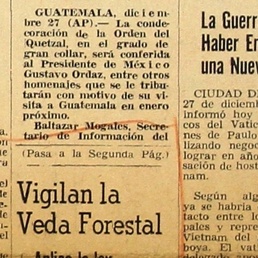 GUATEMALA, diciem-
bre 27 (AP).— La conde-
coración de la Orden del
Quetzal, en el grado de
gran collar, será conferida
al Presidente de México
Gustavo Ordaz, entre otros
homenajes que se le tribu-
tarán con motivo de su vi-
sita a Guatemala en enero
próximo.
Baltazar Mogales, Secre-
tario de Información del
(Pasa a la Segunda Pág.)
Vigilan la
Veda Forestal
La Guerr
Haber En
una Nuev
CIUDAD D
27 de diciemb
informó hoy
cos del Vatic
nes de Paulo
lizando negoc
lograr en año
sación de host
nam.
Según alg
ya se habría
tacto entre lo
pales y repre
Vietnam del
boya. El vat